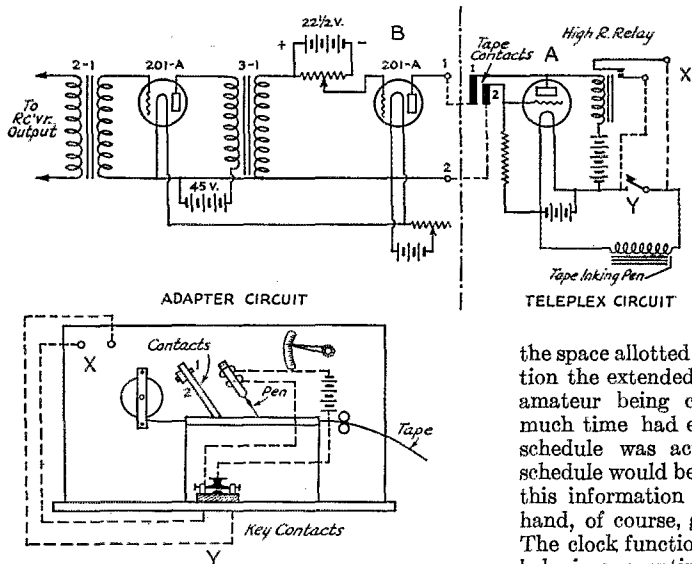 22½ V.
+ -
B
2-1
201-A
3-1
201-A
1
Tape
Contacts
A
High R. Relay
1
2
X
To
Rc'vr.
Output
45 V.
2
Y
Tape Inking Pen
ADAPTER CIRCUIT
TELEPLEX CIRCUIT
X
Contacts
1
2
Pen
Tape
Key Contacts
Y
the space allotted
tion the extended
amateur being c
much time had e
schedule was ac
schedule would be
this information
hand, of course, g
The clock function